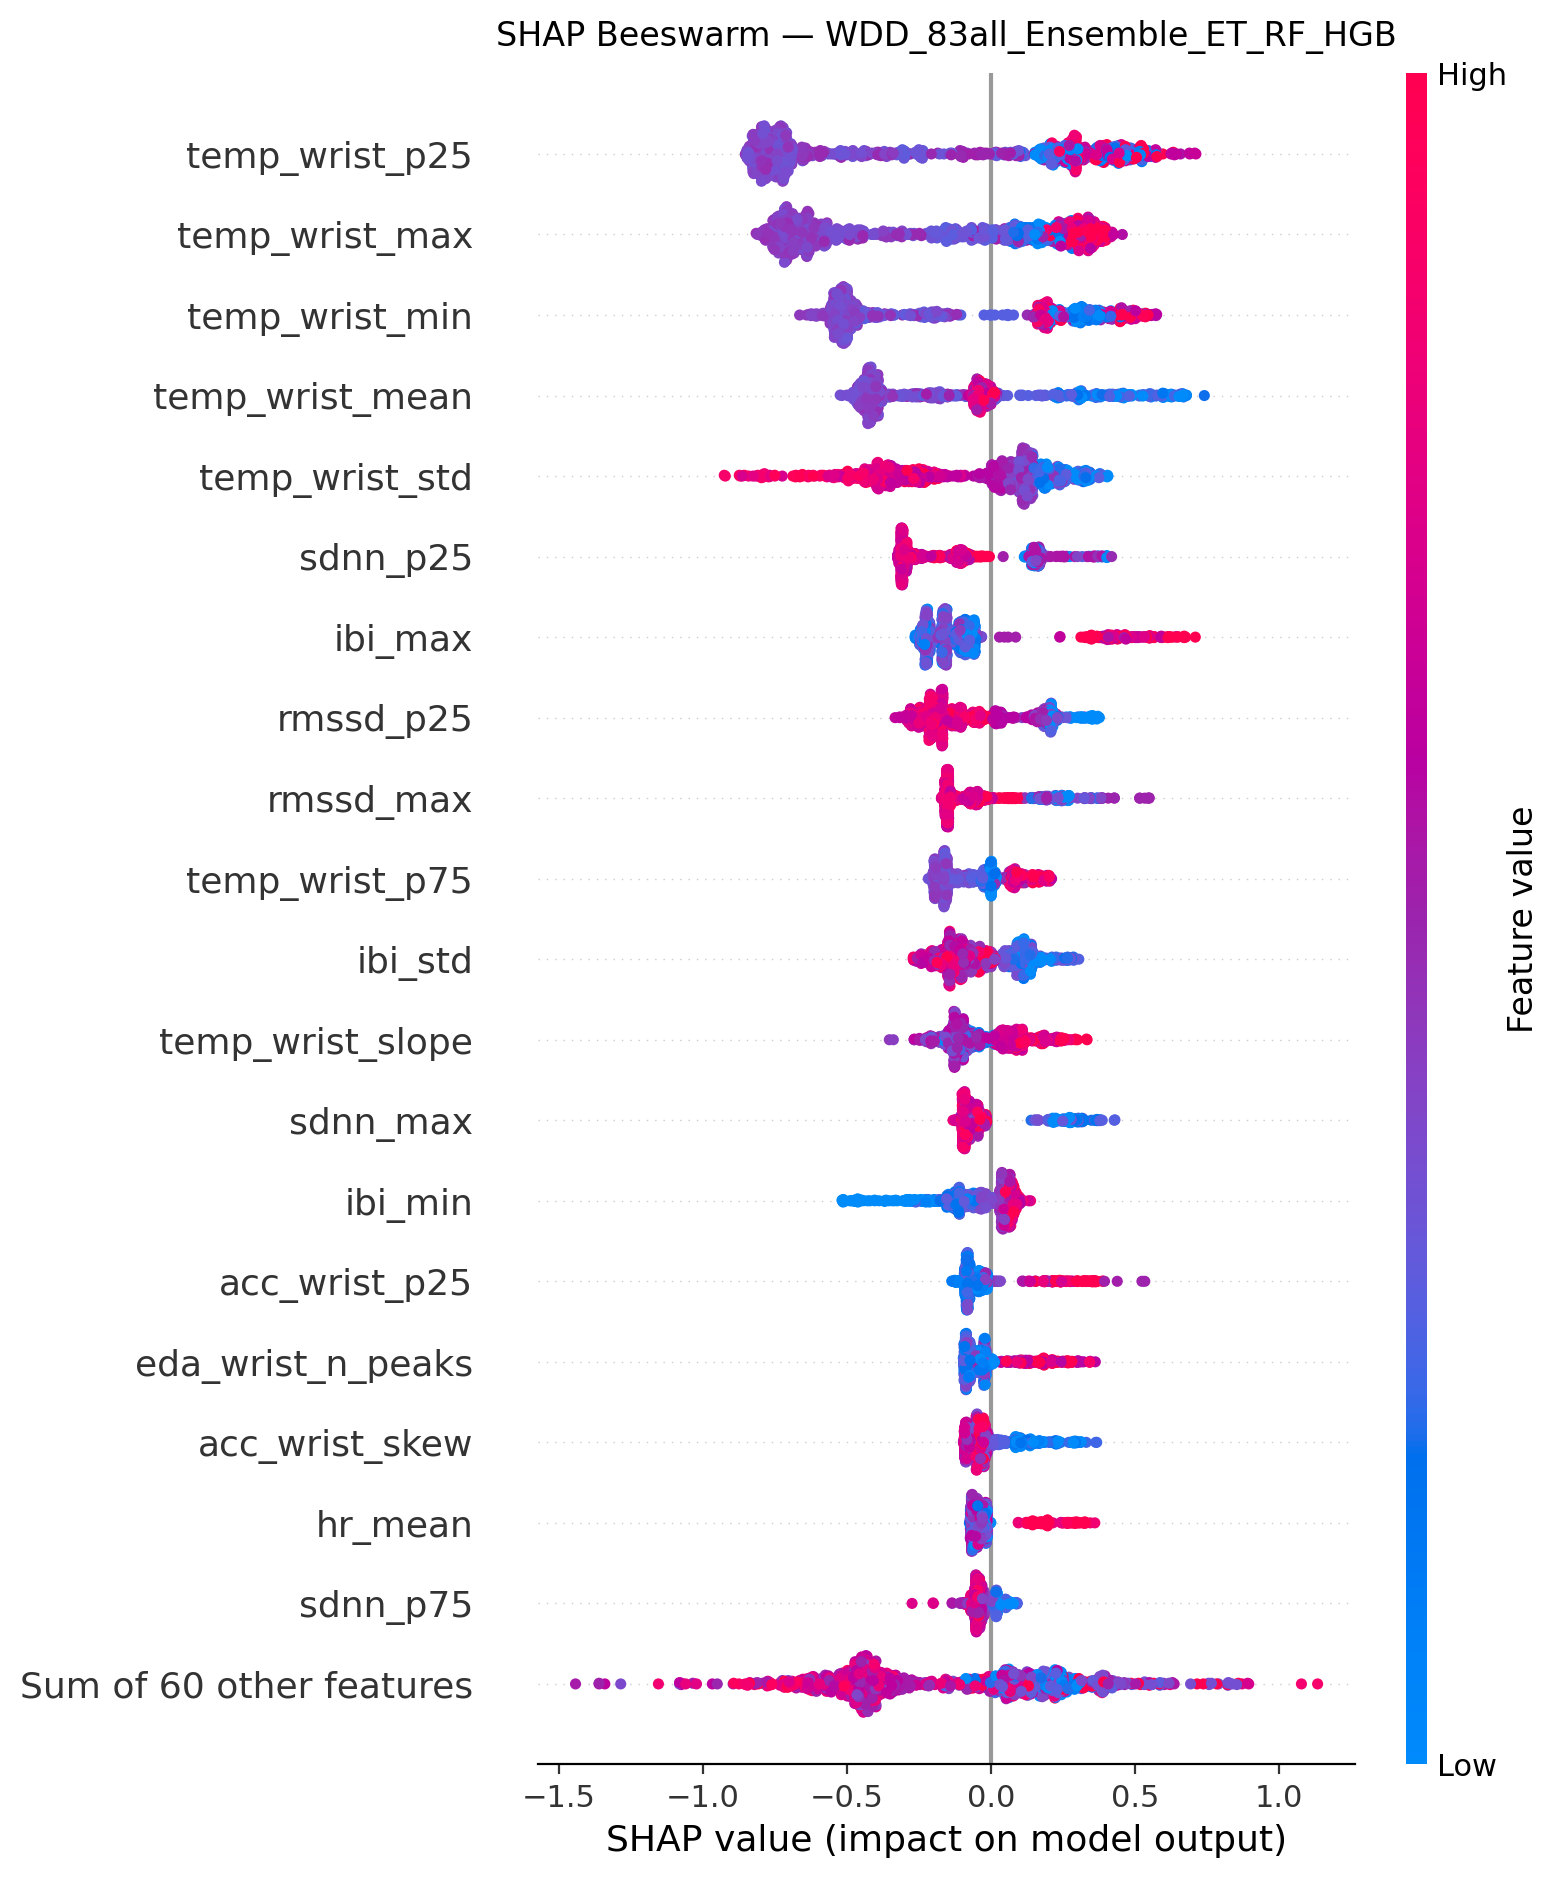 SHAP Beeswarm — WDD_83all_Ensemble_ET_RF_HGB
High
temp_wrist_p25
temp_wrist_max
temp_wrist_min
temp_wrist_mean
temp_wrist_std
sdnn_p25
ibi_max
rmssd_p25
rmssd_max
temp_wrist_p75
ibi_std
temp_wrist_slope
sdnn_max
ibi_min
acc_wrist_p25
eda_wrist_n_peaks
acc_wrist_skew
hr_mean
sdnn_p75
Sum of 60 other features
Feature value
Low
−1.5 −1.0 −0.5 0.0 0.5 1.0
SHAP value (impact on model output)